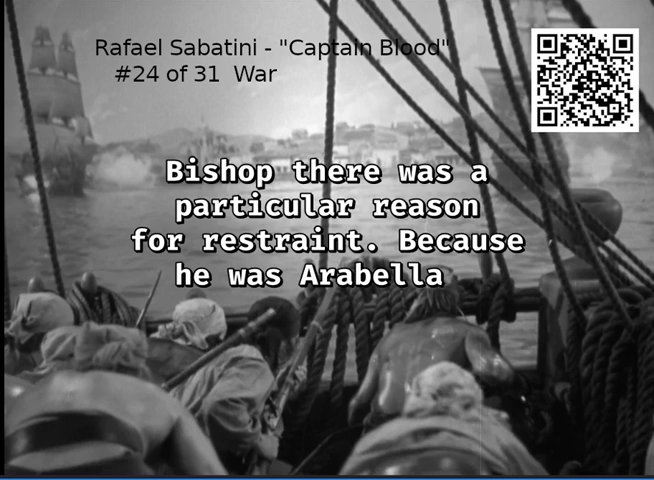 Rafael Sabatini - "Captain Blood"
#24 of 31 War
Bishop there was a
particular reason
for restraint. Because
he was Arabella